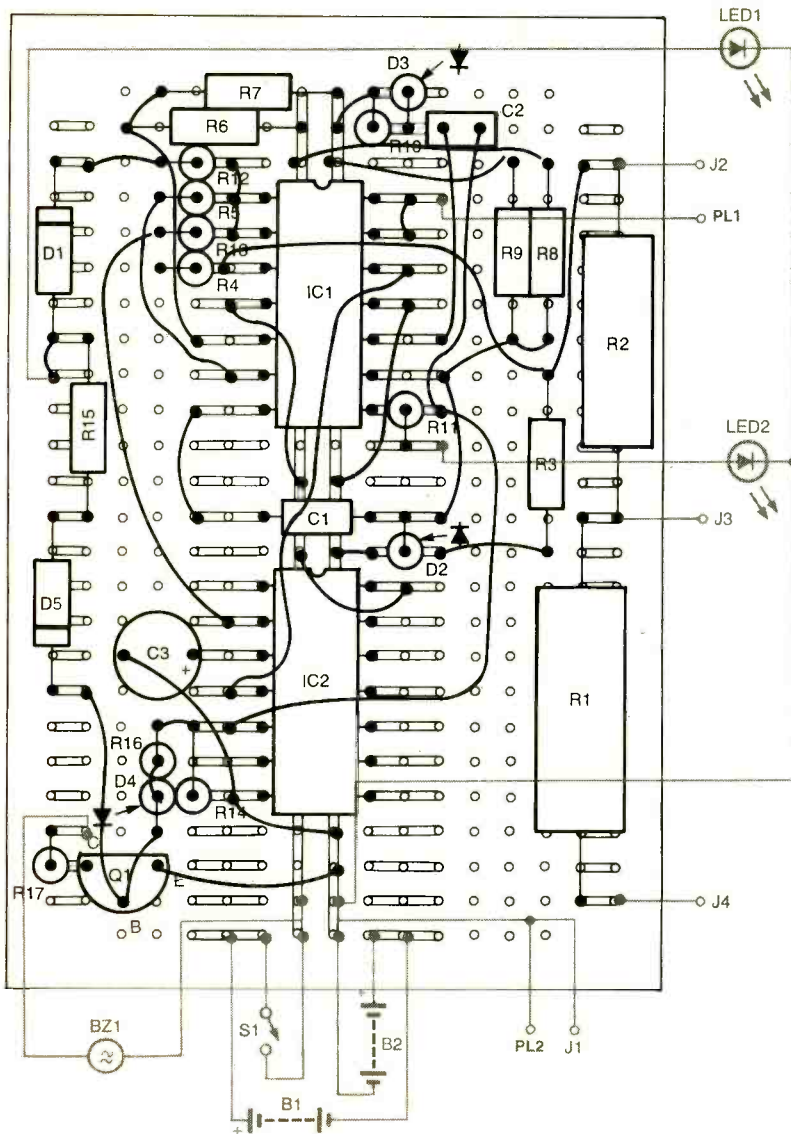 LED1
D3
R7
C2
R6
R10
J2
R12
R5
PL1
D1
R13
R9
R8
R4
IC1
R2
R15
R11
LED2
R3
C1
J3
D2
D5
C3
+
IC2
R1
R16
D4
R14
C
Q1
E
R17
J4
B
+
BZ1
S1
B2
PL2
J1
B1
+